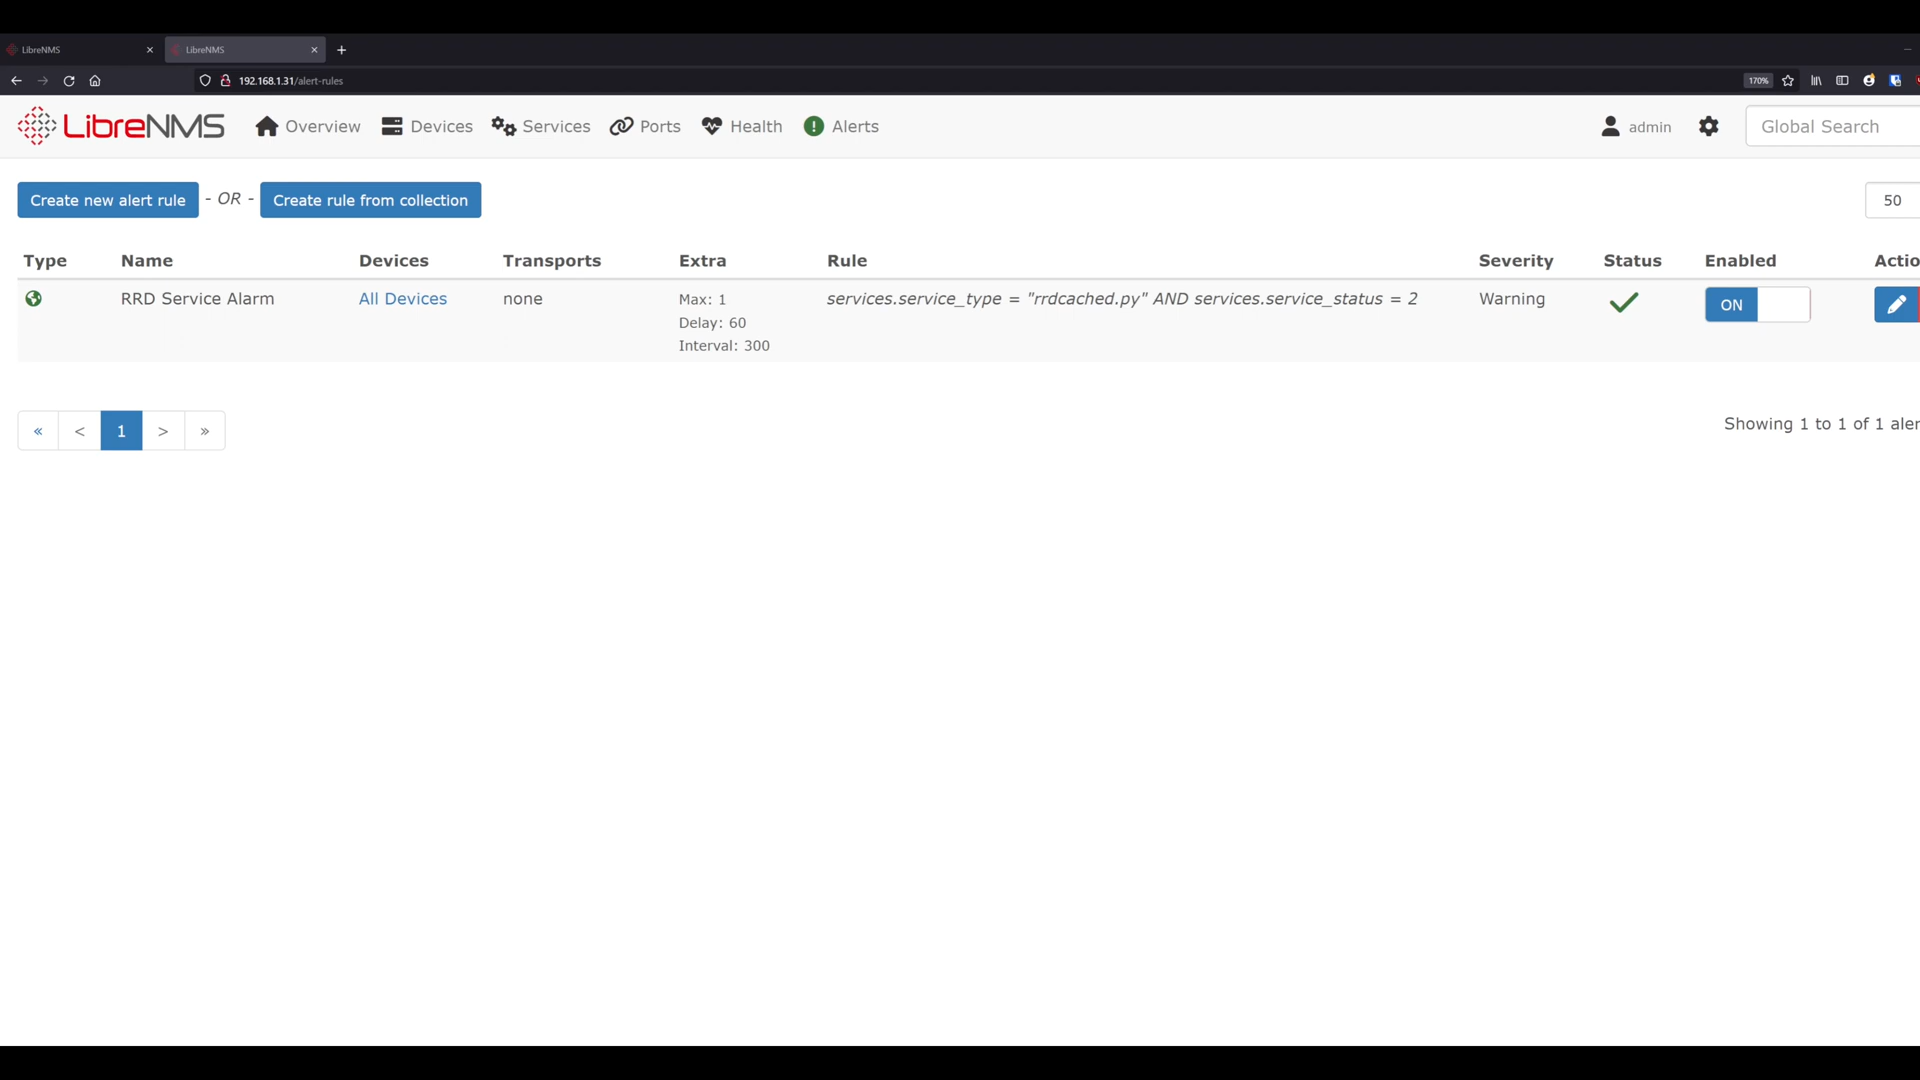 LibreNMS
LibreNMS
192.168.1.31/alert-rules
170%
LibreNMS
Overview
Devices
Services
Ports
Health
Alerts
admin
Global Search
Create new alert rule
- OR -
Create rule from collection
50
Type Name Devices Transports Extra Rule Severity Status Enabled Actio
RRD Service Alarm All Devices none Max: 1 services.service_type = "rrdcached.py" AND services.service_status = 2 Warning ON
Delay: 60
Interval: 300
« < 1 > »
Showing 1 to 1 of 1 aler